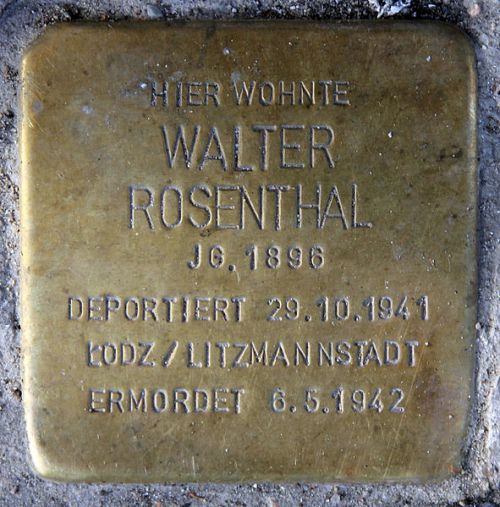 HIER WOHNTE
WALTER
ROSENTHAL
JG. 1896
DEPORTIERT 29.10.1941
ŁODZ / LITZMANNSTADT
ERMORDET 6.5.1942